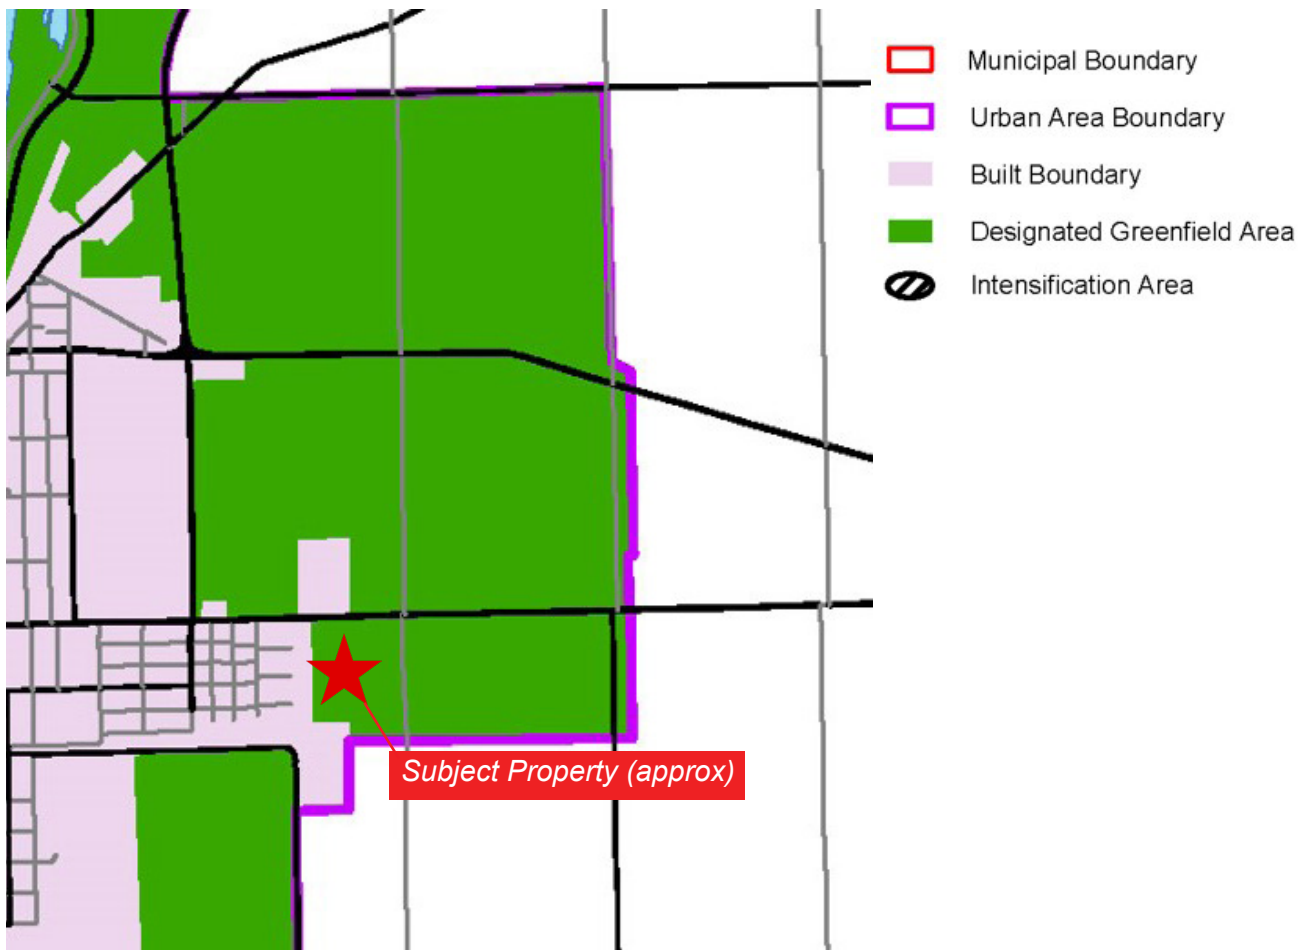 Municipal Boundary
Urban Area Boundary
Built Boundary
Designated Greenfield Area
Intensification Area
Subject Property (approx)